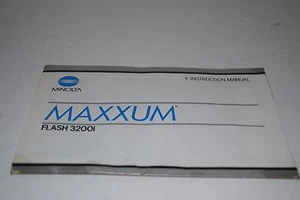 E INSTRUCTION MANUAL
MINOLTA
MAXXUM
FLASH 3200i